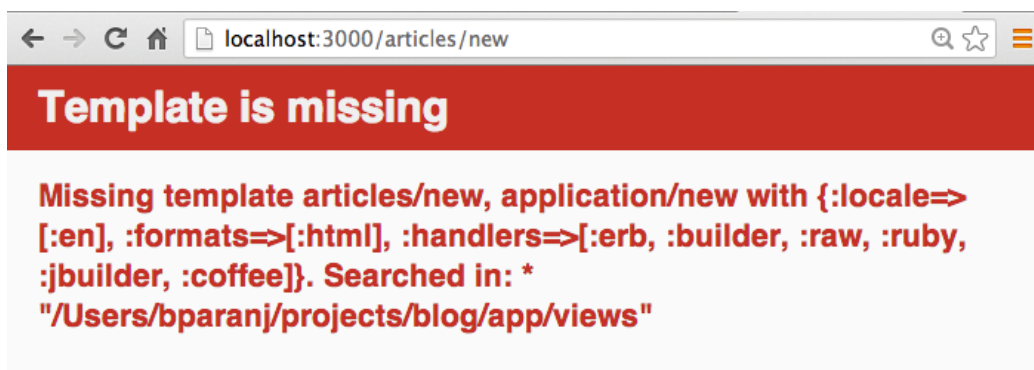 localhost:3000/articles/new
Template is missing
Missing template articles/new, application/new with {:locale=>
[:en], :formats=>[:html], :handlers=>[:erb, :builder, :raw, :ruby,
:jbuilder, :coffee]}. Searched in: *
"/Users/bparanj/projects/blog/app/views"